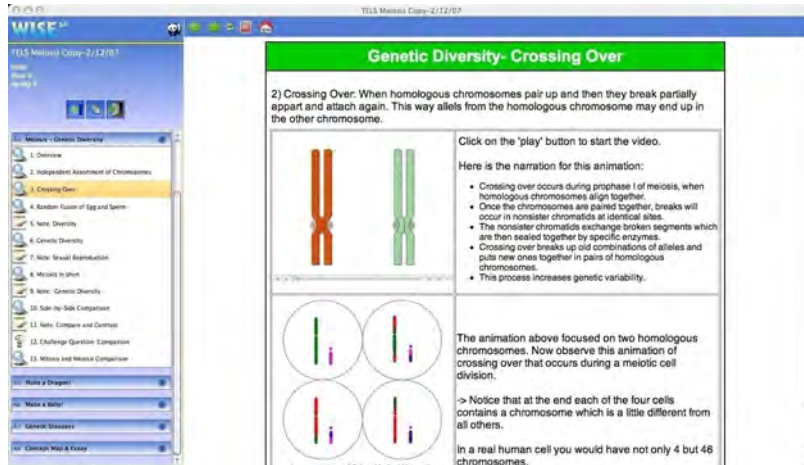 TELS Meiosis Copy-2/12/07
WISE
TELS Meiosis Copy-2/12/07
Meiosis - Genetic Diversity
1. Overview
2. Independent Assortment of Chromosomes
3. Crossing Over
4. Random Fusion of Egg and Sperm
5. Note: Diversity
6. Genetic Diversity
7. Note: Sexual Reproduction
8. Meiosis in short
9. Note: Genetic Diversity
10. Side-by-Side Comparison
11. Note: Compare and Contrast
12. Challenge Question: Comparison
13. Mitosis and Meiosis Comparison
Make a Dragon!
Make a Baby!
Genetic Diseases
Concept Map & Essay
Genetic Diversity- Crossing Over
2) Crossing Over: When homologous chromosomes pair up and then they break partially
appart and attach again. This way allels from the homologous chromosome may end up in
the other chromosome.
Click on the 'play' button to start the video.
Here is the narration for this animation:
• Crossing over occurs during prophase I of meiosis, when
homologous chromosomes align together.
• Once the chromosomes are paired together, breaks will
occur in nonsister chromatids at identical sites.
• The nonsister chromatids exchange broken segments which
are then sealed together by specific enzymes.
• Crossing over breaks up old combinations of alleles and
puts new ones together in pairs of homologous
chromosomes.
• This process increases genetic variability.
The animation above focused on two homologous
chromosomes. Now observe this animation of
crossing over that occurs during a meiotic cell
division.
-> Notice that at the end each of the four cells
contains a chromosome which is a little different from
all others.
In a real human cell you would have not only 4 but 46
chromosomes.